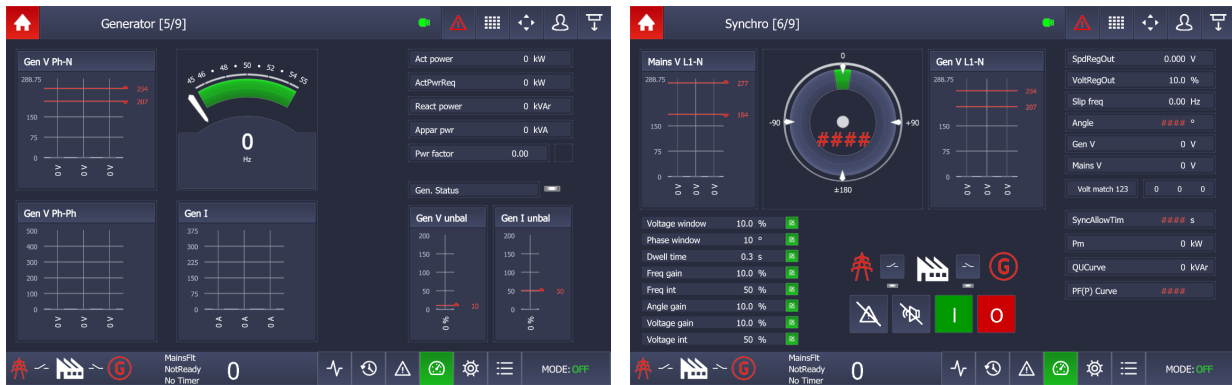 Generator [5/9]
Gen V Ph-N
288.75
254
207
150
75
0
0 V 0 V 0 V
45 46 • 48 • 50 • 52 • 54 55
0
Hz
Act power 0 kW
ActPwrReq 0 kW
React power 0 kVAr
Appar pwr 0 kVA
Pwr factor 0.00
Gen. Status
Gen V Ph-Ph
500
400
300
200
100
0 V 0 V 0 V
Gen I
375
300
225
150
75
0 A 0 A 0 A
Gen V unbal
200
150
100
50
10
0
0 %
Gen I unbal
200
150
100
50
50
0
0 %
MainsFlt
NotReady
No Timer
0
G
MODE: OFF
Synchro [6/9]
Mains V L1-N
288.75
277
184
150
75
0
0 V 0 V 0 V
0
-90
+90
####
±180
Gen V L1-N
288.75
254
207
150
75
0
0 V 0 V 0 V
SpdRegOut 0.000 V
VoltRegOut 10.0 %
Slip freq 0.00 Hz
Angle #### °
Gen V 0 V
Mains V 0 V
Volt match 123 0 0 0
SyncAllowTim #### s
Pm 0 kW
QUCurve 0 kVAr
PF(P) Curve ####
Voltage window 10.0 %
Phase window 10 °
Dwell time 0.3 s
Freq gain 10.0 %
Freq int 50 %
Angle gain 10.0 %
Voltage gain 10.0 %
Voltage int 50 %
G
I
O
G
MainsFlt
NotReady
No Timer
0
MODE: OFF